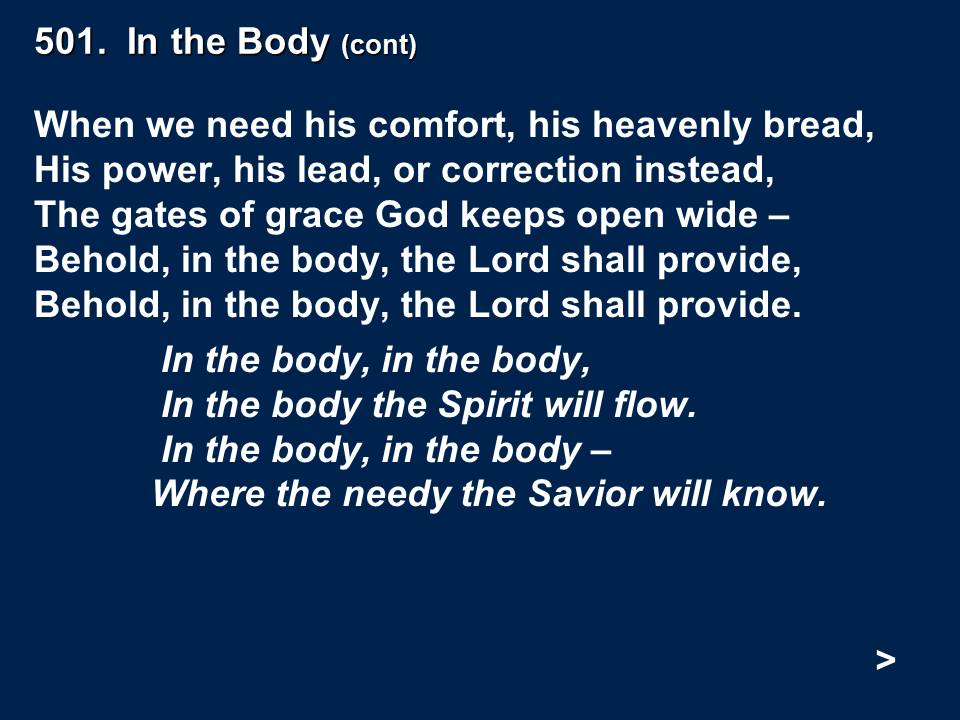 501.  In the Body (cont)
When we need his comfort, his heavenly bread,
His power, his lead, or correction instead,
The gates of grace God keeps open wide –
Behold, in the body, the Lord shall provide,
Behold, in the body, the Lord shall provide.
In the body, in the body,
In the body the Spirit will flow.
In the body, in the body –
Where the needy the Savior will know.
>